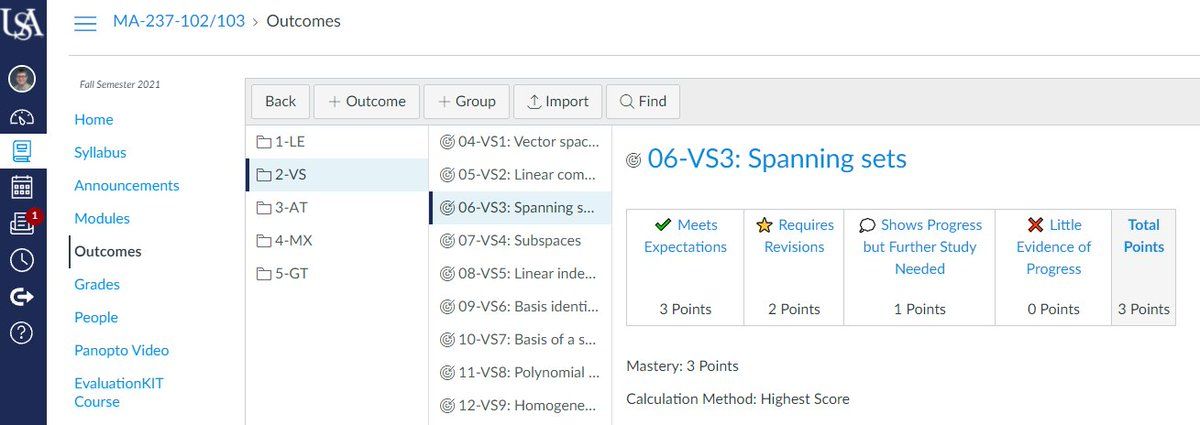 USA
MA-237-102/103 > Outcomes
Fall Semester 2021
Home
Syllabus
Announcements
Modules
Outcomes
Grades
People
Panopto Video
EvaluationKIT
Course
1
Back
+ Outcome
+ Group
Import
Find
1-LE
2-VS
3-AT
4-MX
5-GT
04-VS1: Vector spac...
05-VS2: Linear com...
06-VS3: Spanning s...
07-VS4: Subspaces
08-VS5: Linear inde...
09-VS6: Basis identi...
10-VS7: Basis of a s...
11-VS8: Polynomial ...
12-VS9: Homogene...
06-VS3: Spanning sets
Meets
Expectations
3 Points
Requires
Revisions
2 Points
Shows Progress
but Further Study
Needed
1 Points
Little
Evidence of
Progress
0 Points
Total
Points
3 Points
Mastery: 3 Points
Calculation Method: Highest Score